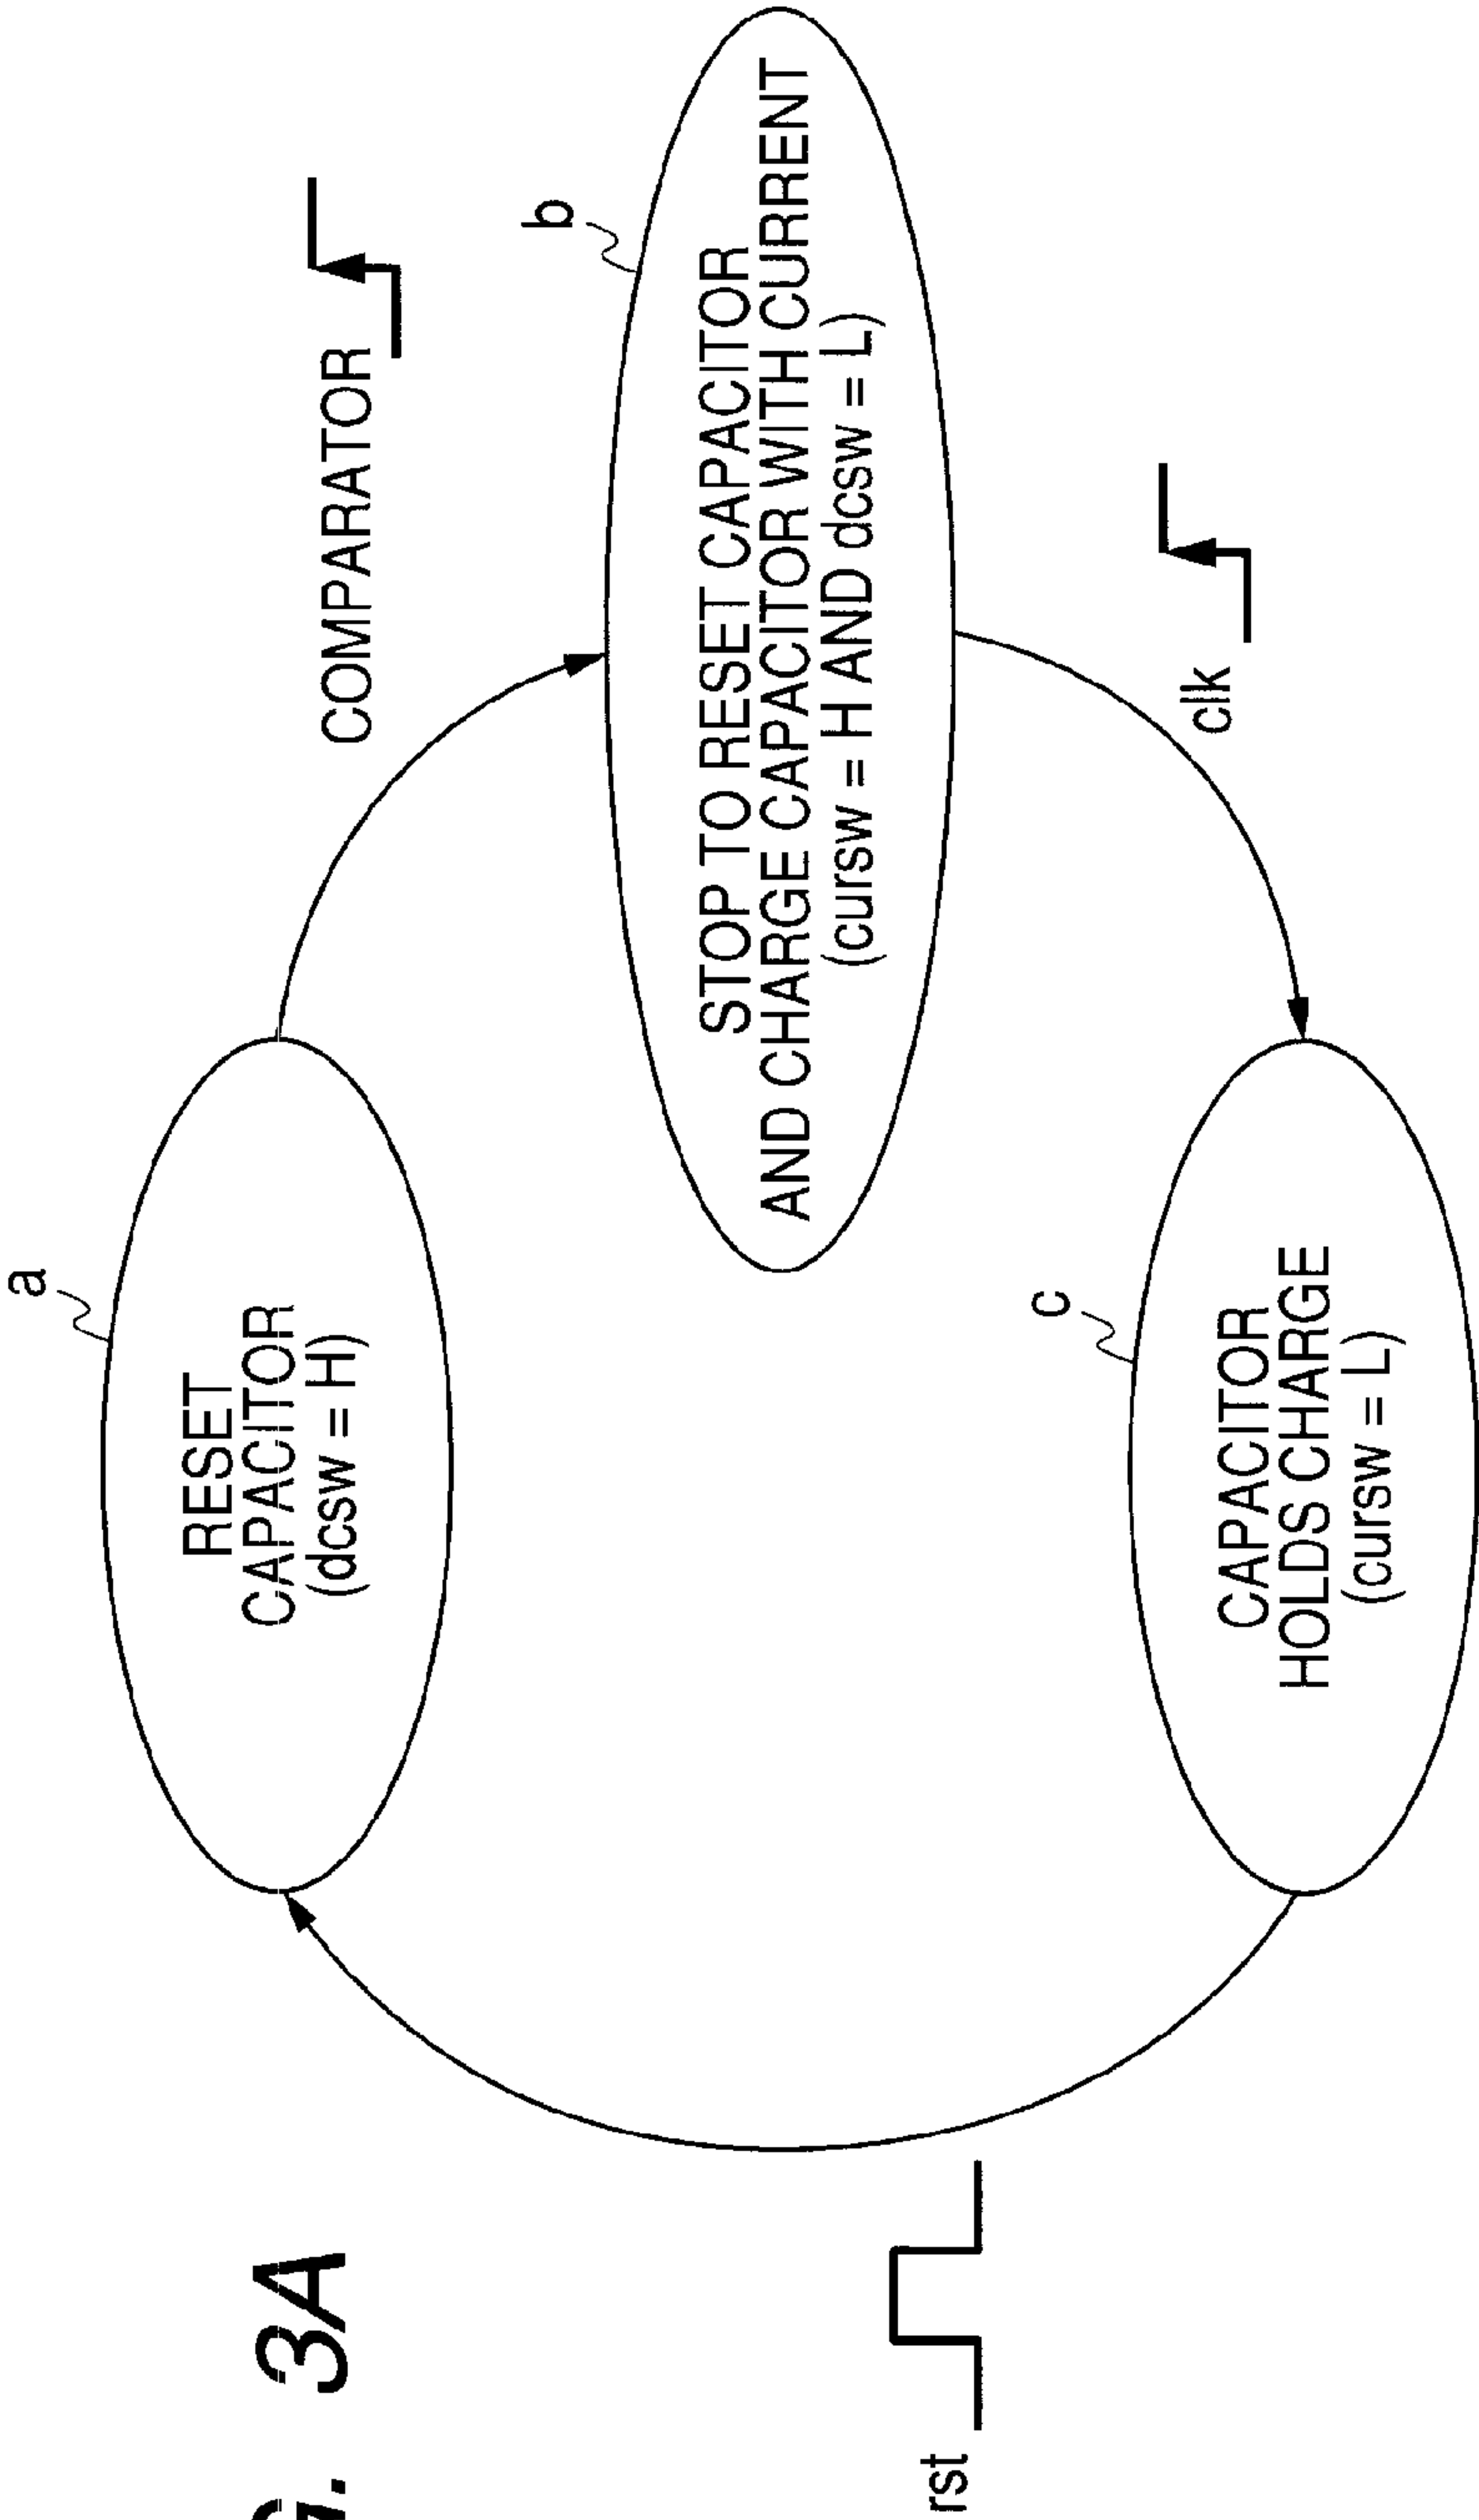 3A
a
RESET
CAPACITOR
(dcsw = H)
COMPARATOR
b
STOP TO RESET CAPACITOR
AND CHARGE CAPACITOR WITH CURRENT
(cursw = H AND dcsw = L)
rst
clk
c
CAPACITOR
HOLDS CHARGE
(cursw = L)